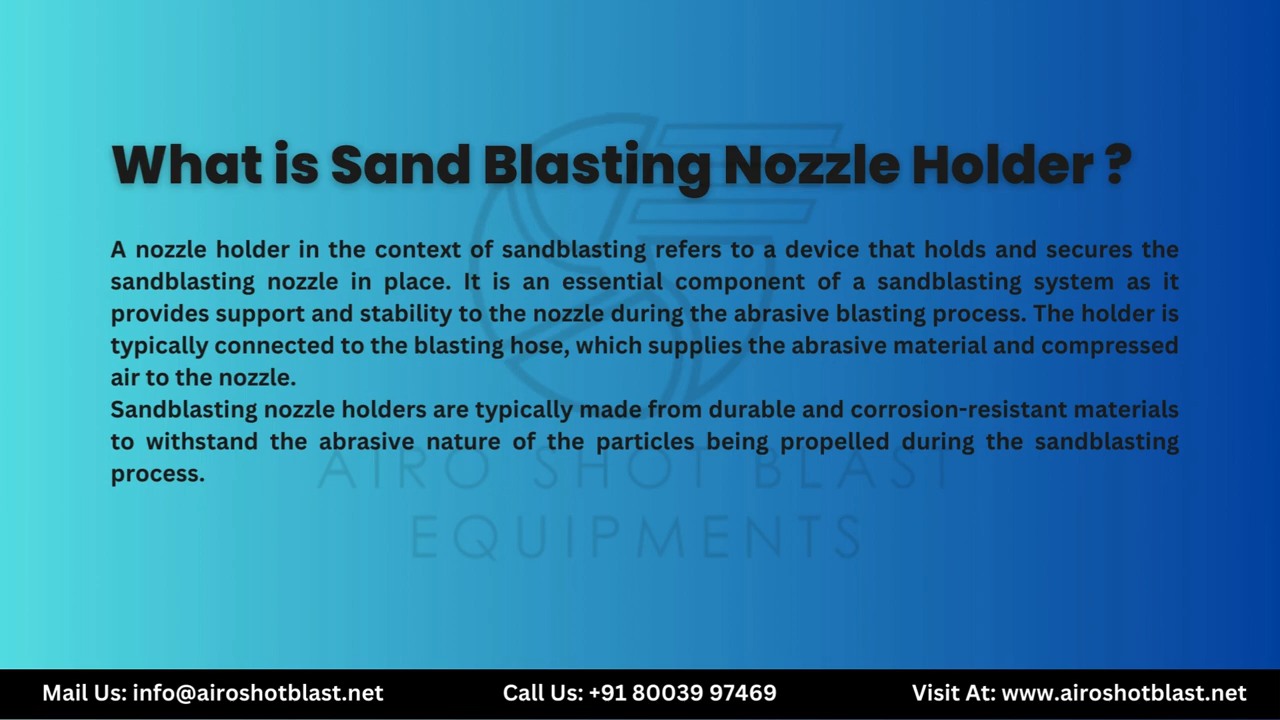 What is Sand Blasting Nozzle Holder ?
A nozzle holder in the context of sandblasting refers to a device that holds and secures the
sandblasting nozzle in place. It is an essential component of a sandblasting system as it
provides support and stability to the nozzle during the abrasive blasting process. The holder is
typically connected to the blasting hose, which supplies the abrasive material and compressed
air to the nozzle.
Sandblasting nozzle holders are typically made from durable and corrosion-resistant materials
to withstand the abrasive nature of the particles being propelled during the sandblasting
process.
AIRO SHOT BLAST
EQUIPMENTS
Mail Us: info@airoshotblast.net Call Us: +91 80039 97469 Visit At: www.airoshotblast.net